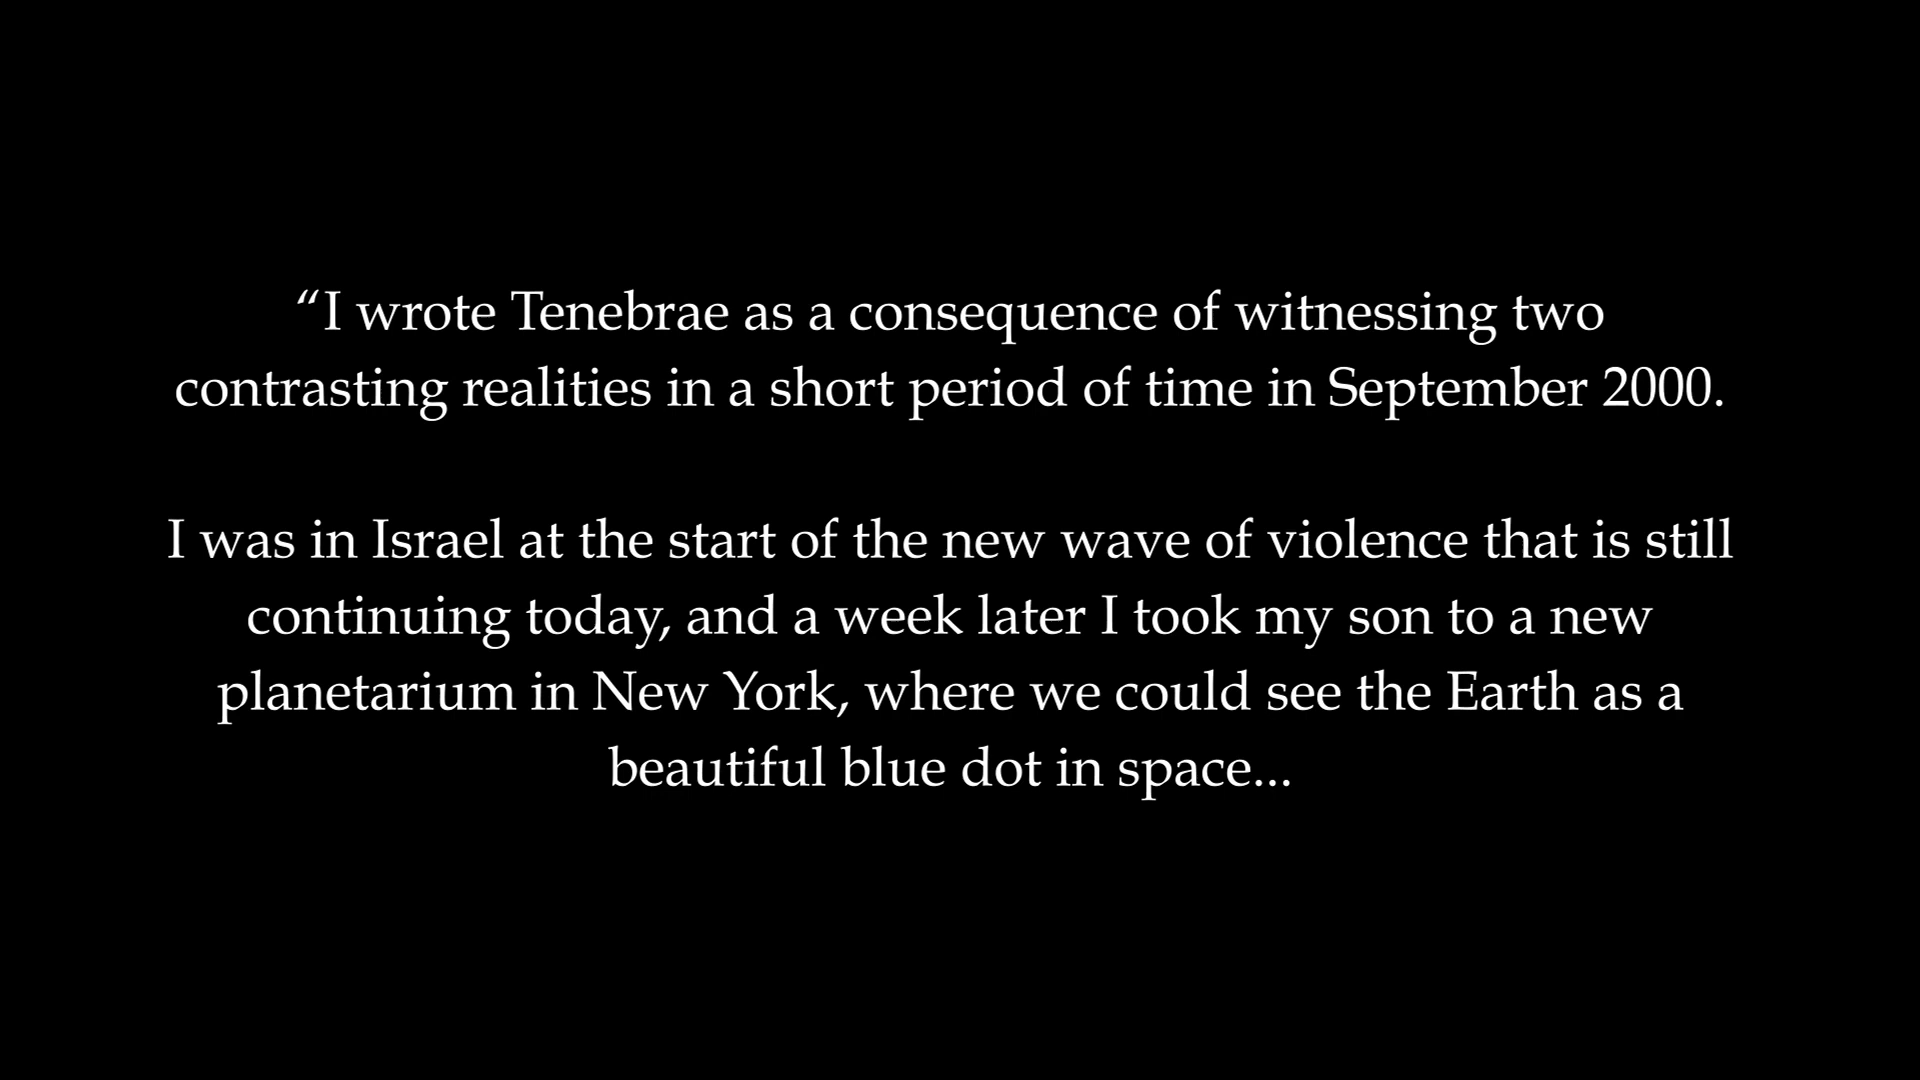 “I wrote Tenebrae as a consequence of witnessing two
contrasting realities in a short period of time in September 2000.
I was in Israel at the start of the new wave of violence that is still
continuing today, and a week later I took my son to a new
planetarium in New York, where we could see the Earth as a
beautiful blue dot in space...